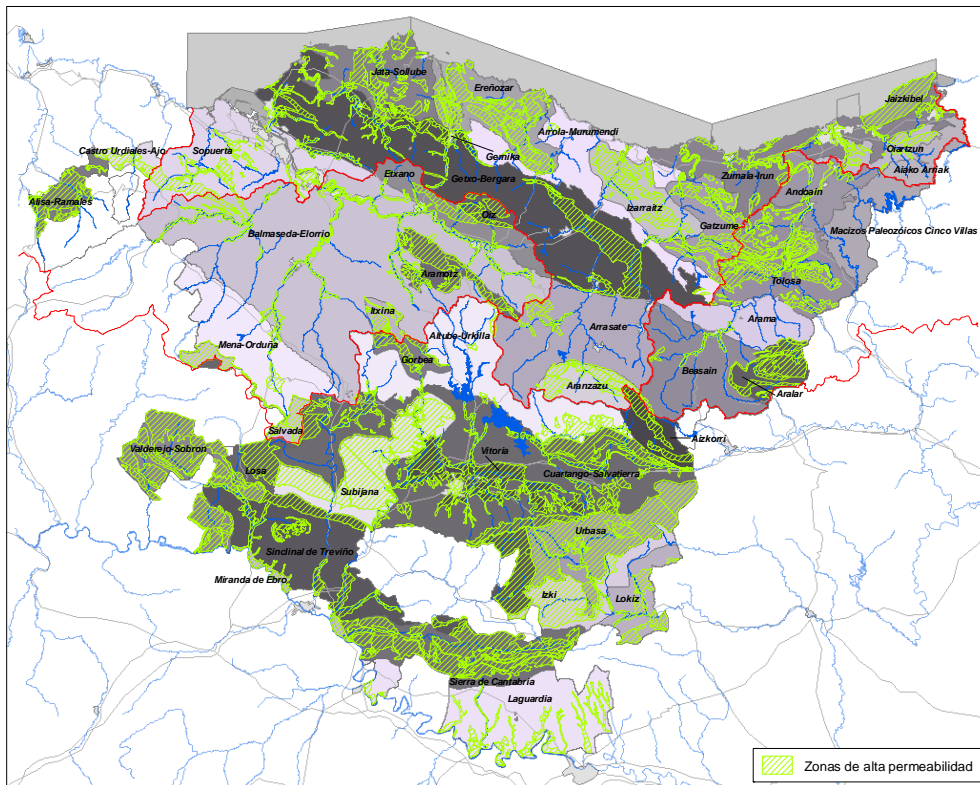 Jata-Sollube
Ereñozar
Jaizkibel
Arrola-Murumendi
Castro Urdiales-Ajo
Sopuerta
Gernika
Oiartzun
Aiako Arriak
Etxano
Getxo-Bergara
Zumaia-Irun
Andoain
Alisa-Ramales
Oiz
Izarraitz
Gatzume
Macizos Paleozóicos Cinco Villas
Balmaseda-Elorrio
Aramotz
Tolosa
Itxina
Altube-Urkilla
Arrasate
Arama
Mena-Orduña
Gorbea
Aranzazu
Beasain
Aralar
Salvada
Aizkorri
Valderejo-Sobron
Losa
Vitoria
Cuartango-Salvatierra
Subijana
Urbasa
Sinclinal de Treviño
Miranda de Ebro
Izki
Lokiz
Sierra de Cantabria
Laguardia
Zonas de alta permeabilidad